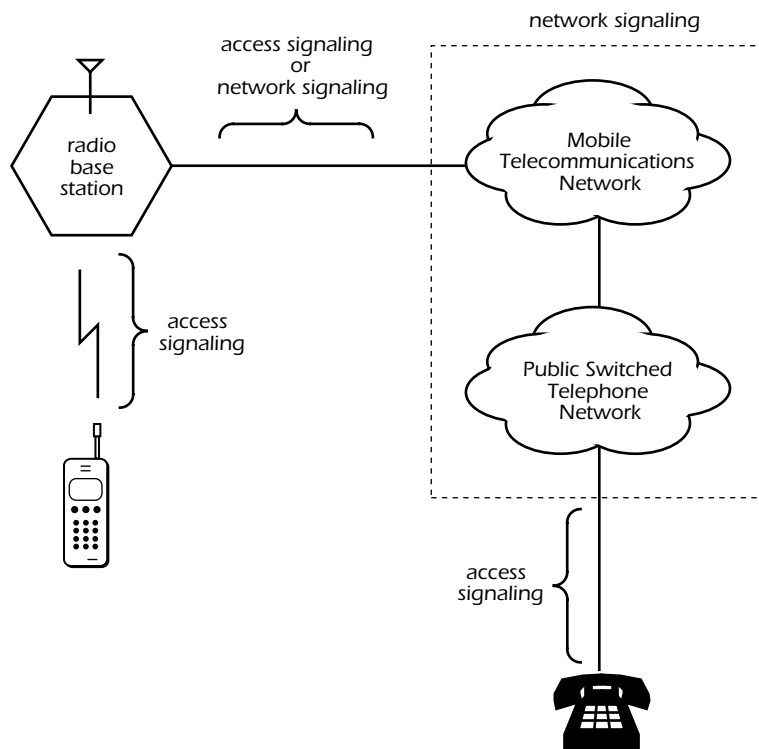 network signaling
access signaling
or
network signaling
radio
base
station
Mobile
Telecommunications
Network
access
signaling
Public Switched
Telephone
Network
access
signaling